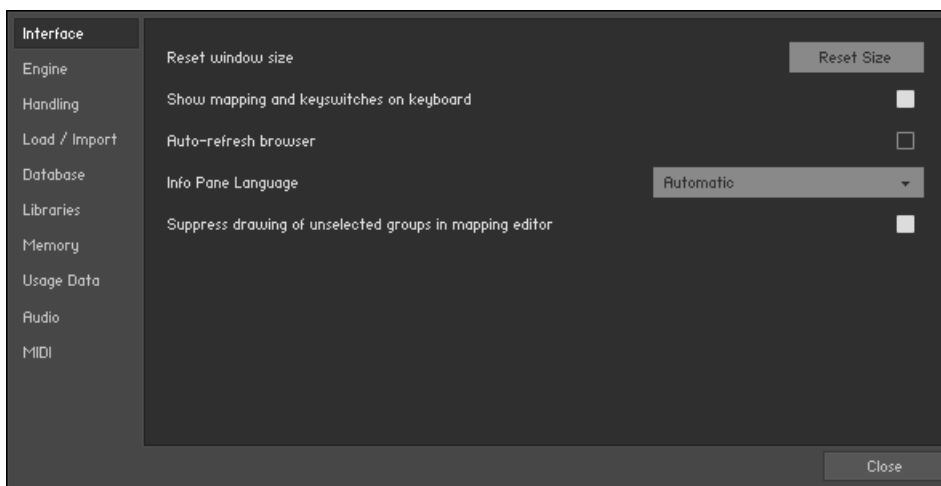 Interface
Engine
Handling
Load / Import
Database
Libraries
Memory
Usage Data
Audio
MIDI
Reset window size
Reset Size
Show mapping and keyswitches on keyboard
Auto-refresh browser
Info Pane Language
Automatic
Suppress drawing of unselected groups in mapping editor
Close